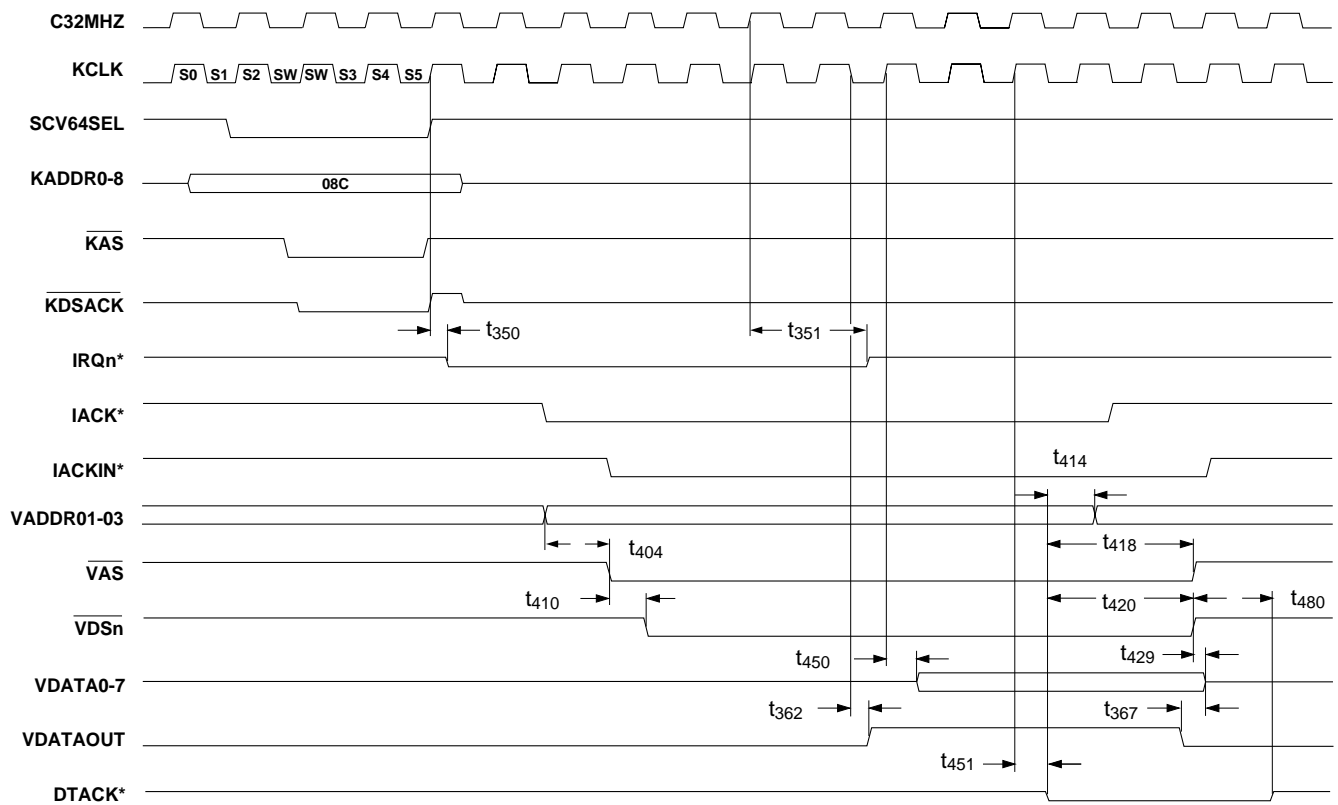 C32MHZ
KCLK S0 S1 S2 SW SW S3 S4 S5
SCV64SEL
KADDR0-8 08C
KAS
KDSACK
t350 t351
IRQn*
IACK*
IACKIN*
t414
VADDR01-03
t404 t418
VAS
t410 t420 t480
VDSn
t450 t429
VDATA0-7
t362 t367
VDATAOUT
t451
DTACK*